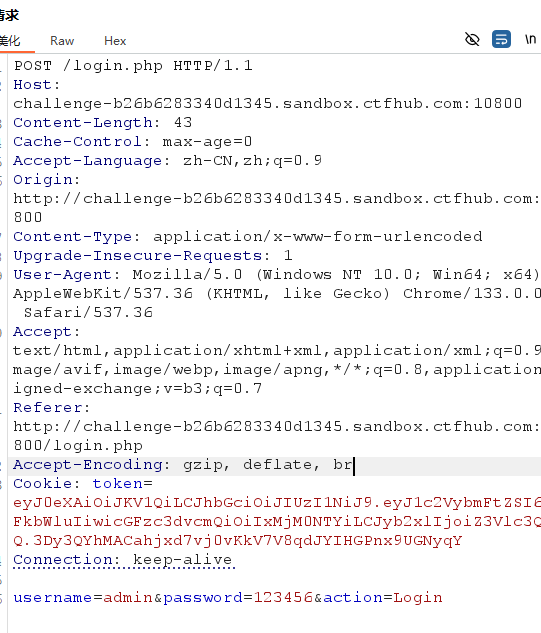 请求
美化 Raw Hex \n
POST /login.php HTTP/1.1
Host:
challenge-b26b6283340d1345.sandbox.ctfhub.com:10800
Content-Length: 43
Cache-Control: max-age=0
Accept-Language: zh-CN,zh;q=0.9
Origin:
http://challenge-b26b6283340d1345.sandbox.ctfhub.com:
800
Content-Type: application/x-www-form-urlencoded
Upgrade-Insecure-Requests: 1
User-Agent: Mozilla/5.0 (Windows NT 10.0; Win64; x64)
AppleWebKit/537.36 (KHTML, like Gecko) Chrome/133.0.0
Safari/537.36
Accept:
text/html,application/xhtml+xml,application/xml;q=0.9
mage/avif,image/webp,image/apng,*/*;q=0.8,application
igned-exchange;v=b3;q=0.7
Referer:
http://challenge-b26b6283340d1345.sandbox.ctfhub.com:
800/login.php
Accept-Encoding: gzip, deflate, br
Cookie: token=
eyJ0eXAiOiJKV1QiLCJhbGciOiJIUzI1NiJ9.eyJ1c2VybmFtZSI6
FkbWluIiwicGFzc3dvcmQiOiIxMjM0NTYiLCJyb2xlIjoiZ3Vlc3Q
Q.3Dy3QYhMACahjxd7vj0vKkV7V8qdJYIHGPnx9UGNyqY
Connection: keep-alive
username=admin&password=123456&action=Login